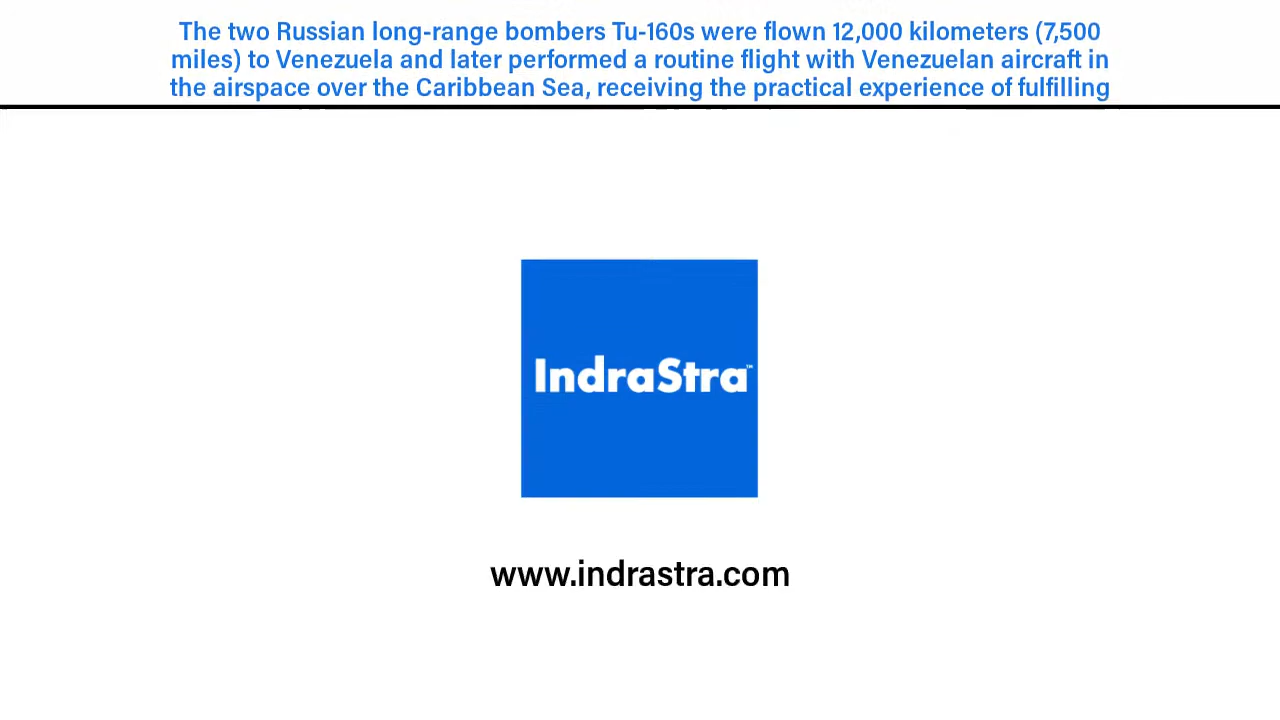 The two Russian long-range bombers Tu-160s were flown 12,000 kilometers (7,500
miles) to Venezuela and later performed a routine flight with Venezuelan aircraft in
the airspace over the Caribbean Sea, receiving the practical experience of fulfilling
IndraStra™
www.indrastra.com